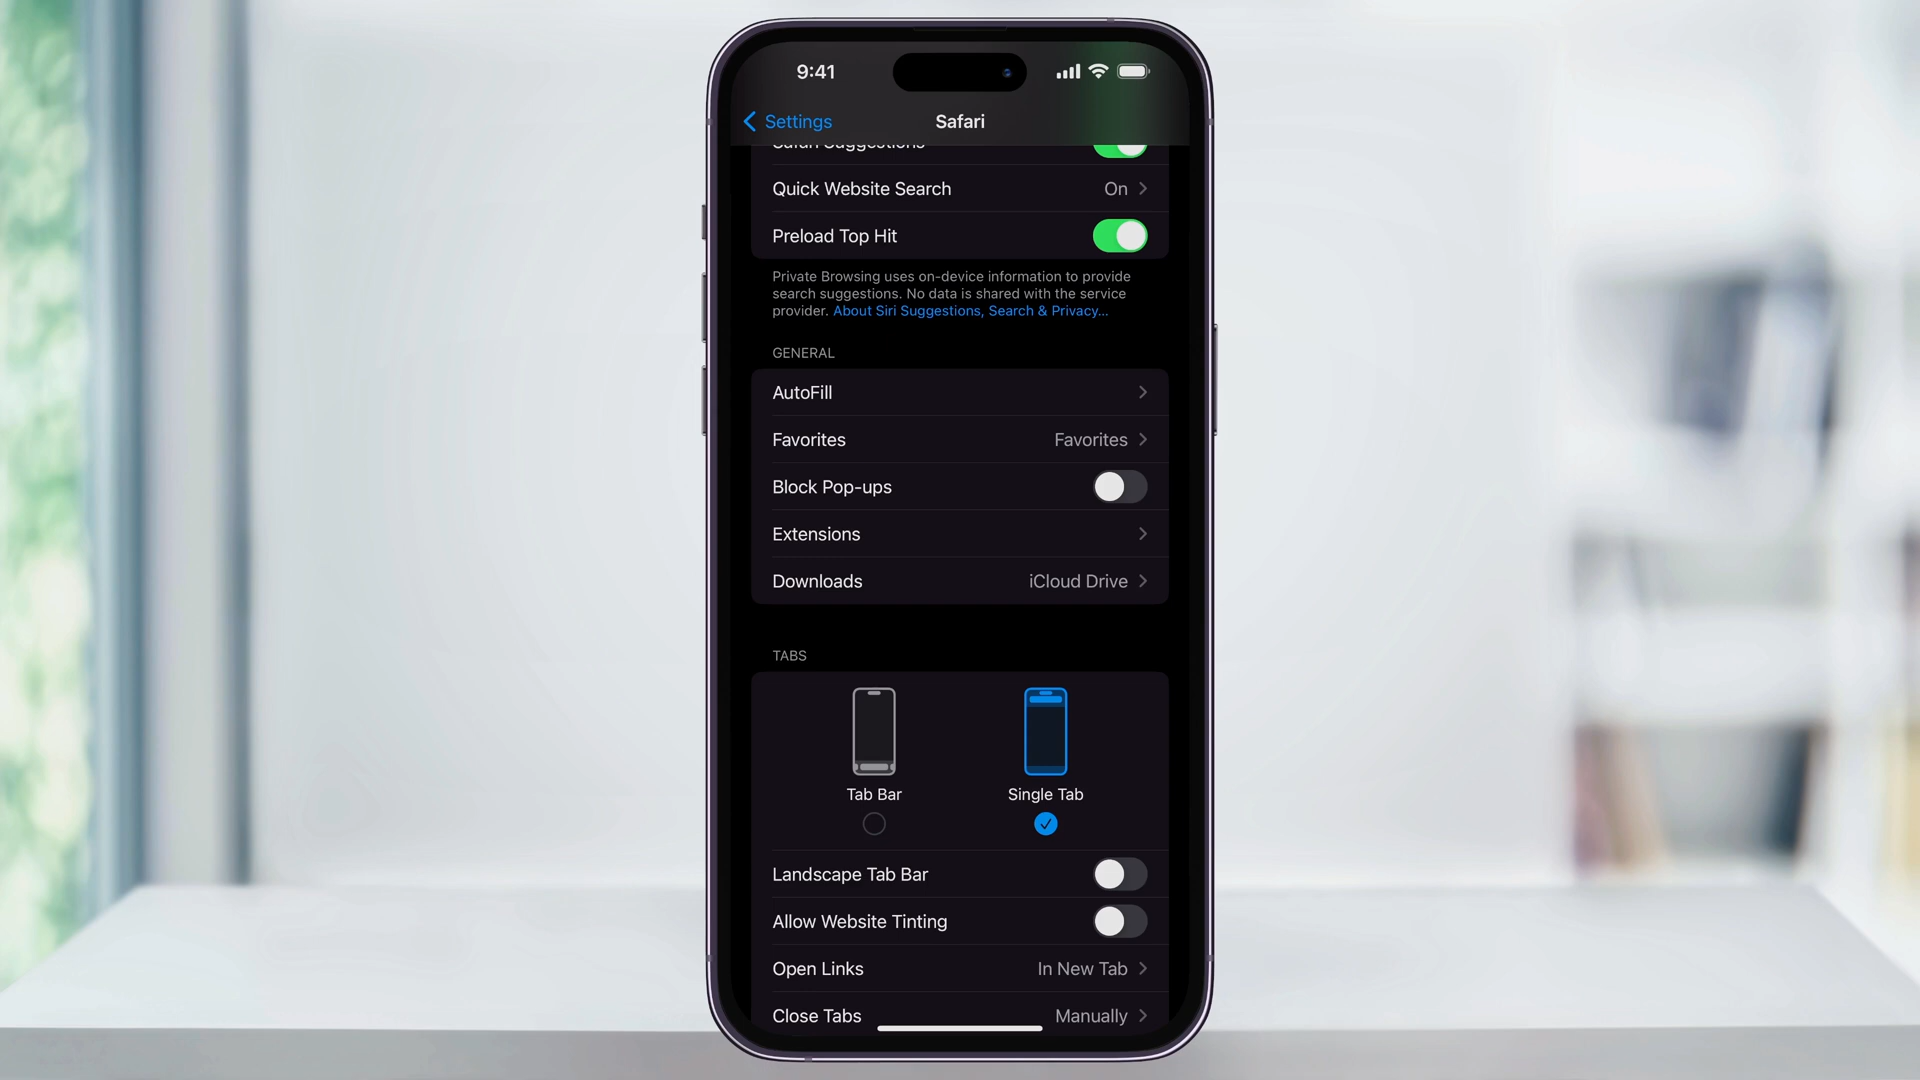 9:41
Settings
Safari
Safari Suggestions
Quick Website Search
On
Preload Top Hit
Private Browsing uses on-device information to provide
search suggestions. No data is shared with the service
provider. About Siri Suggestions, Search & Privacy...
GENERAL
AutoFill
Favorites
Favorites
Block Pop-ups
Extensions
Downloads
iCloud Drive
TABS
Tab Bar
Single Tab
Landscape Tab Bar
Allow Website Tinting
Open Links
In New Tab
Close Tabs
Manually